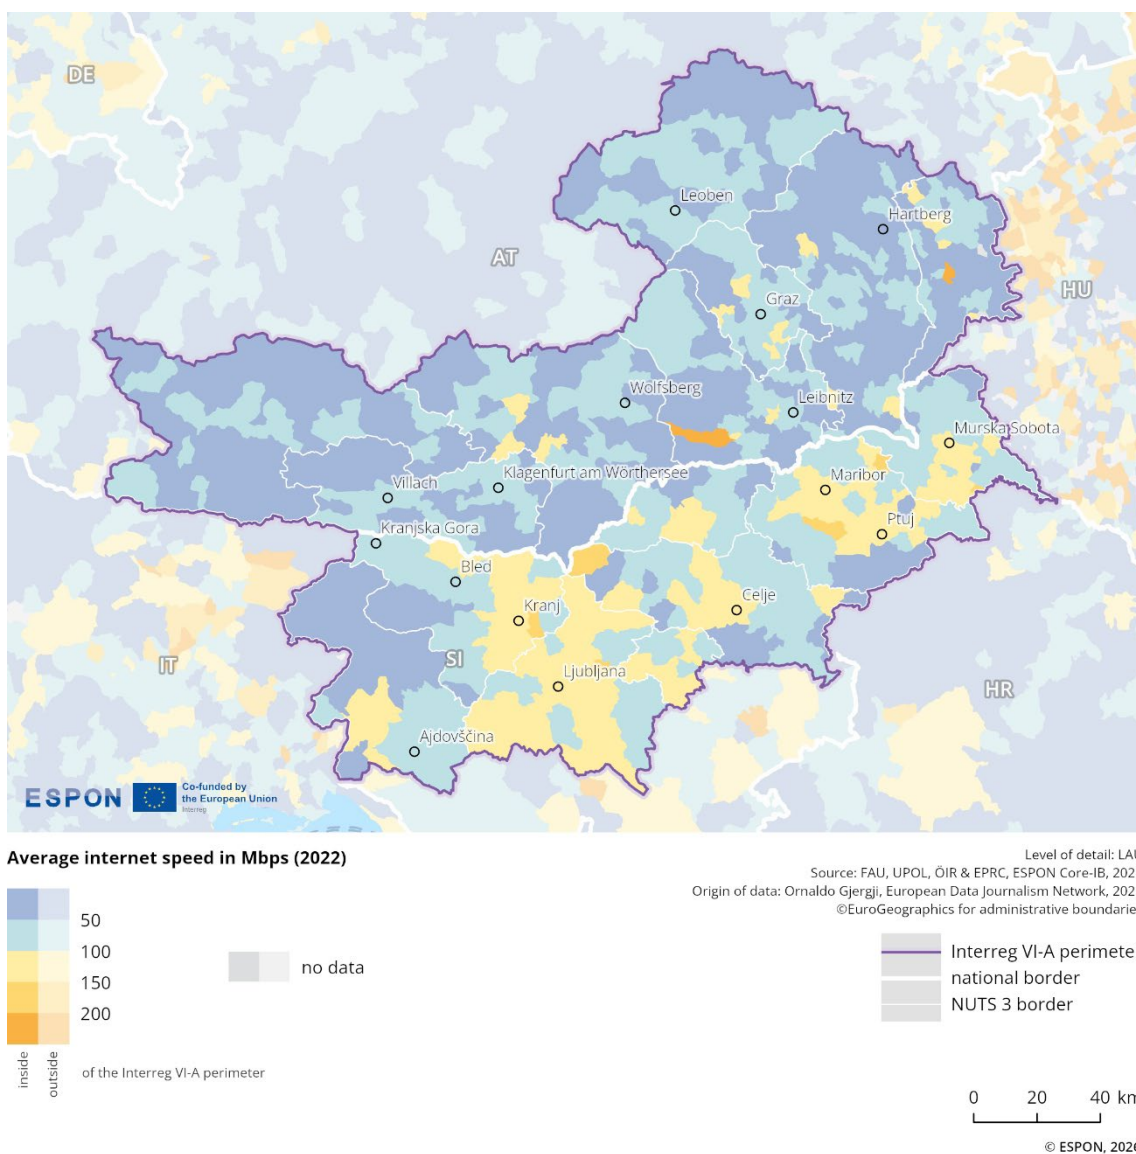 DE
Leoben
Hartberg
AT
HU
Graz
Wolfsberg
Leibnitz
Murska Sobota
Klagenfurt am Wörthersee
Maribor
Villach
Ptuj
Kranjska Gora
Bled
Celje
Kranj
IT
SI
Ljubljana
HR
Ajdovščina
ESPON
Co-funded by
the European Union
Interreg
Average internet speed in Mbps (2022)
50
100
150
200
no data
inside
outside
of the Interreg VI-A perimeter
Level of detail: LAU
Source: FAU, UPOL, ÖIR & EPRC, ESPON Core-IB, 202
Origin of data: Ornaldo Gjergji, European Data Journalism Network, 202
©EuroGeographics for administrative boundarie
Interreg VI-A perimete
national border
NUTS 3 border
0 20 40 km
© ESPON, 2026